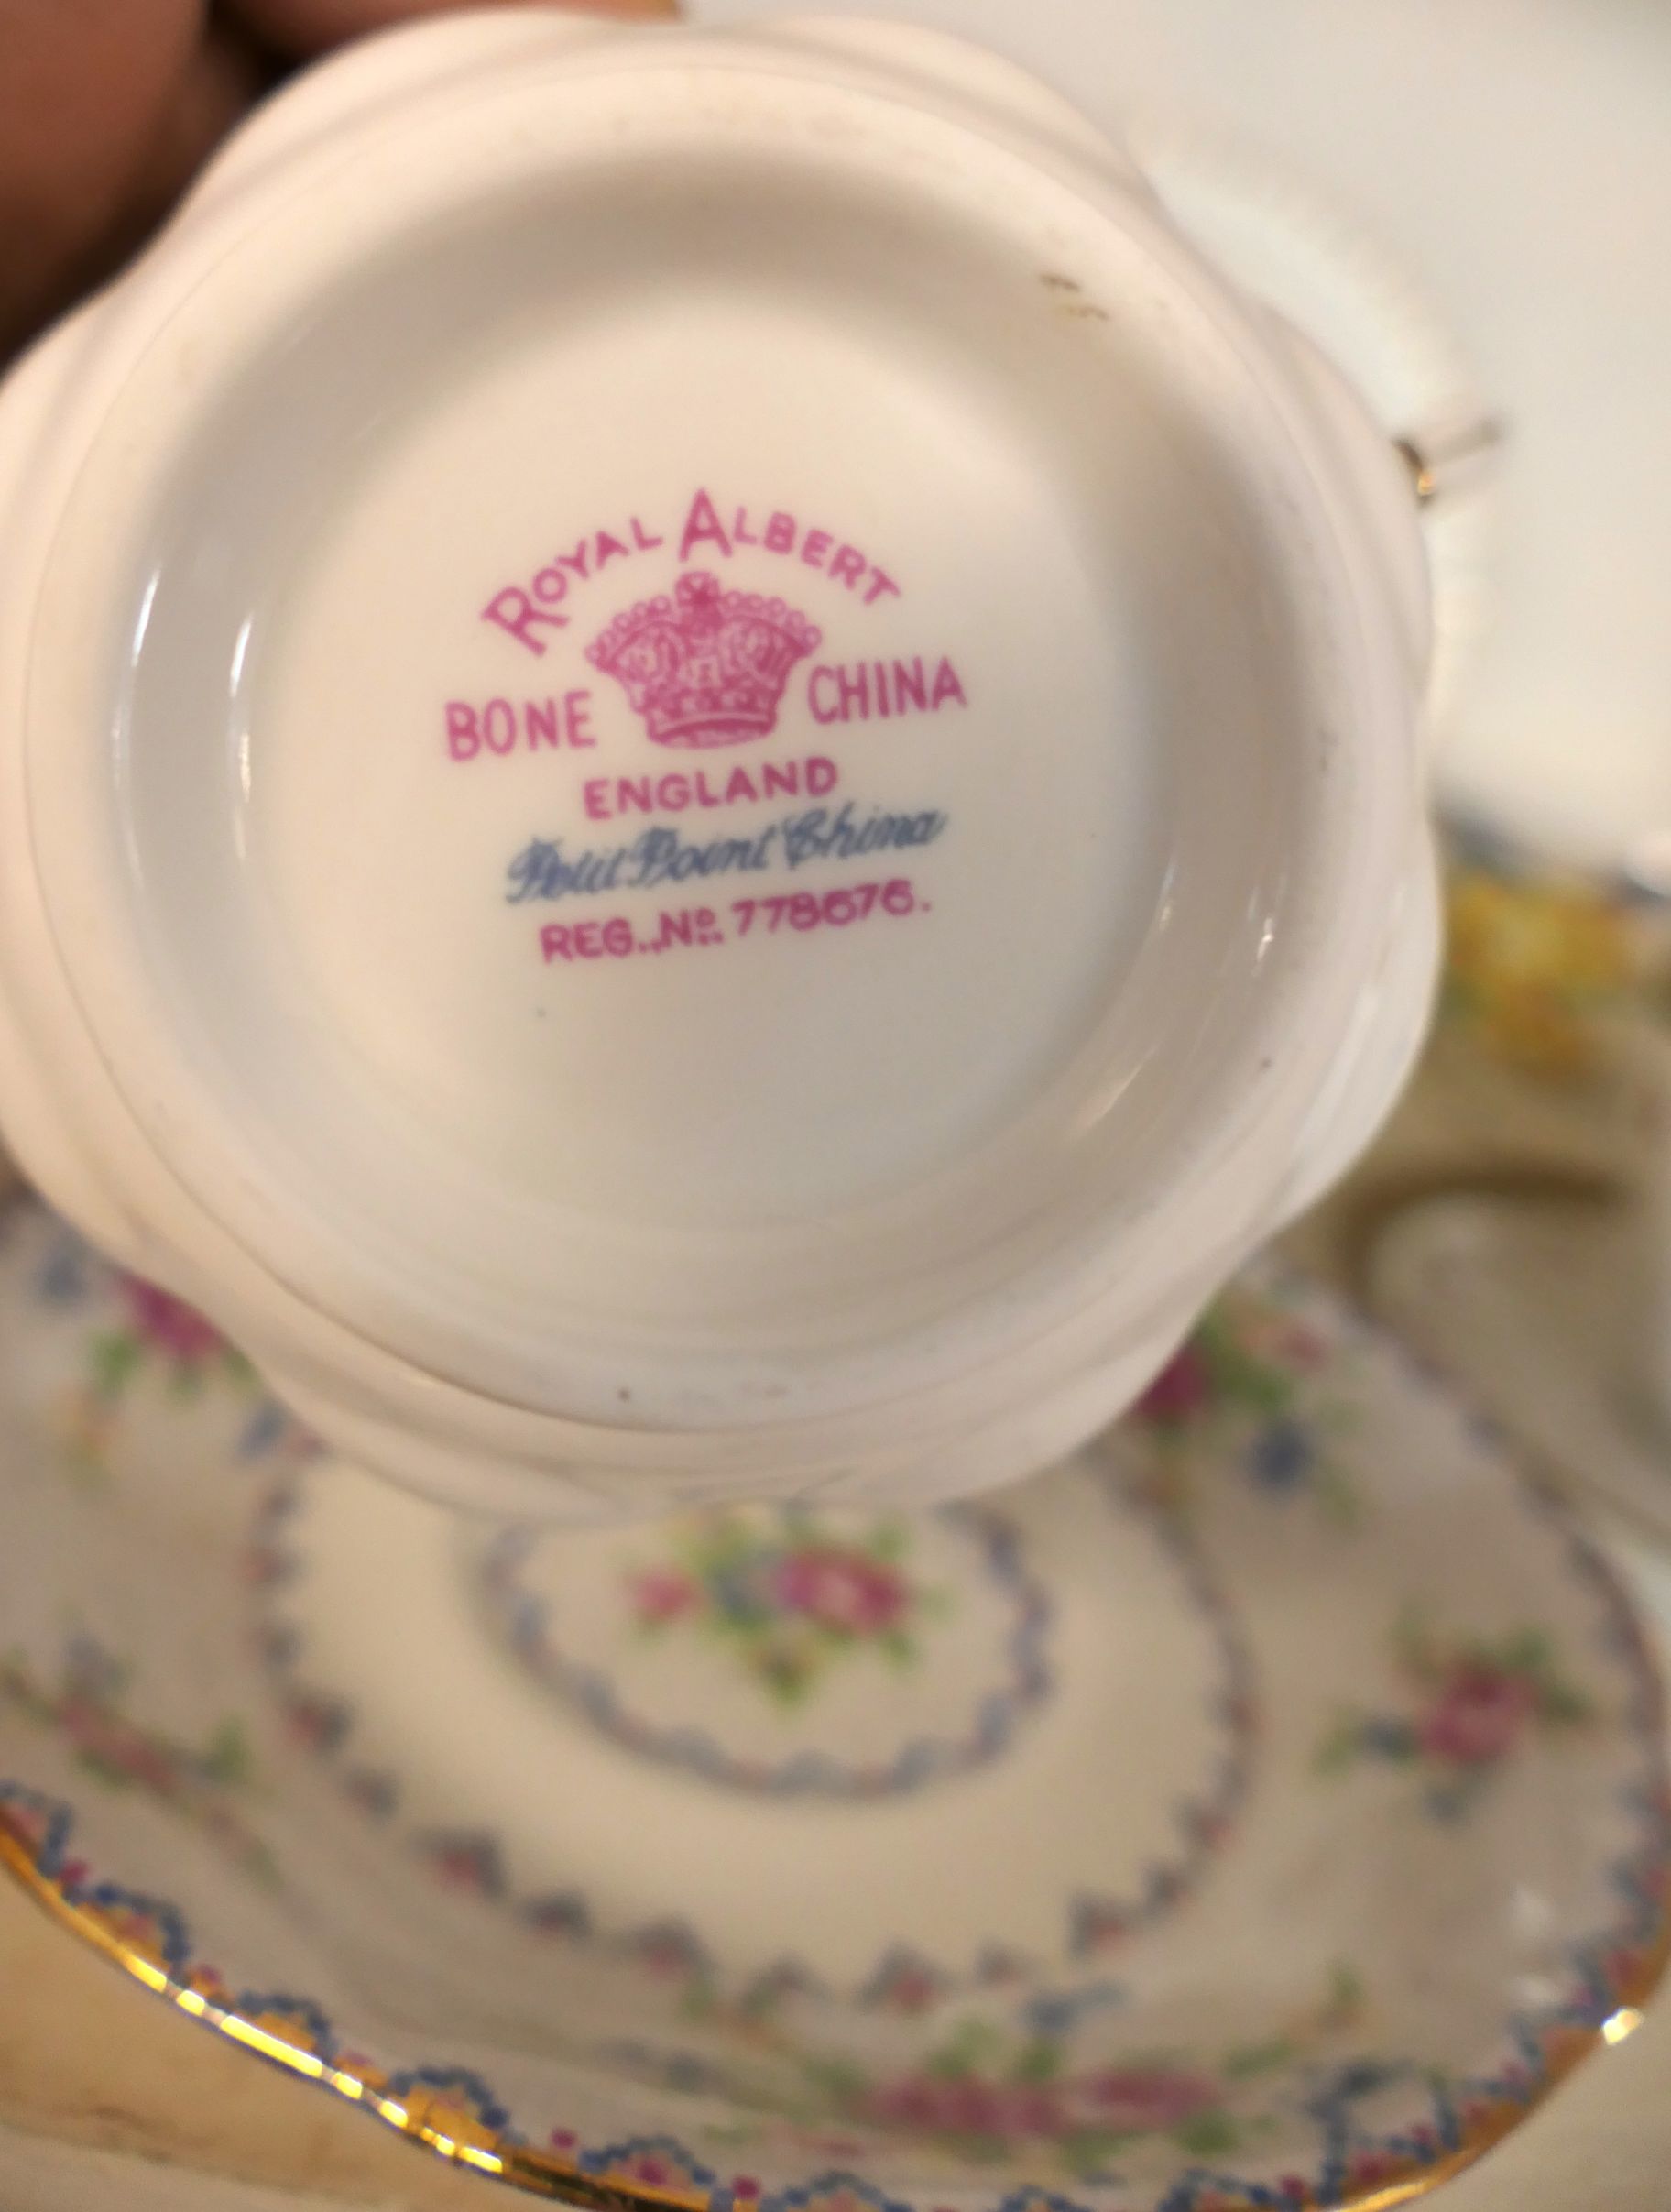 ROYAL ALBERT
BONE CHINA
ENGLAND
Petit Point China
REG., No. 778676.